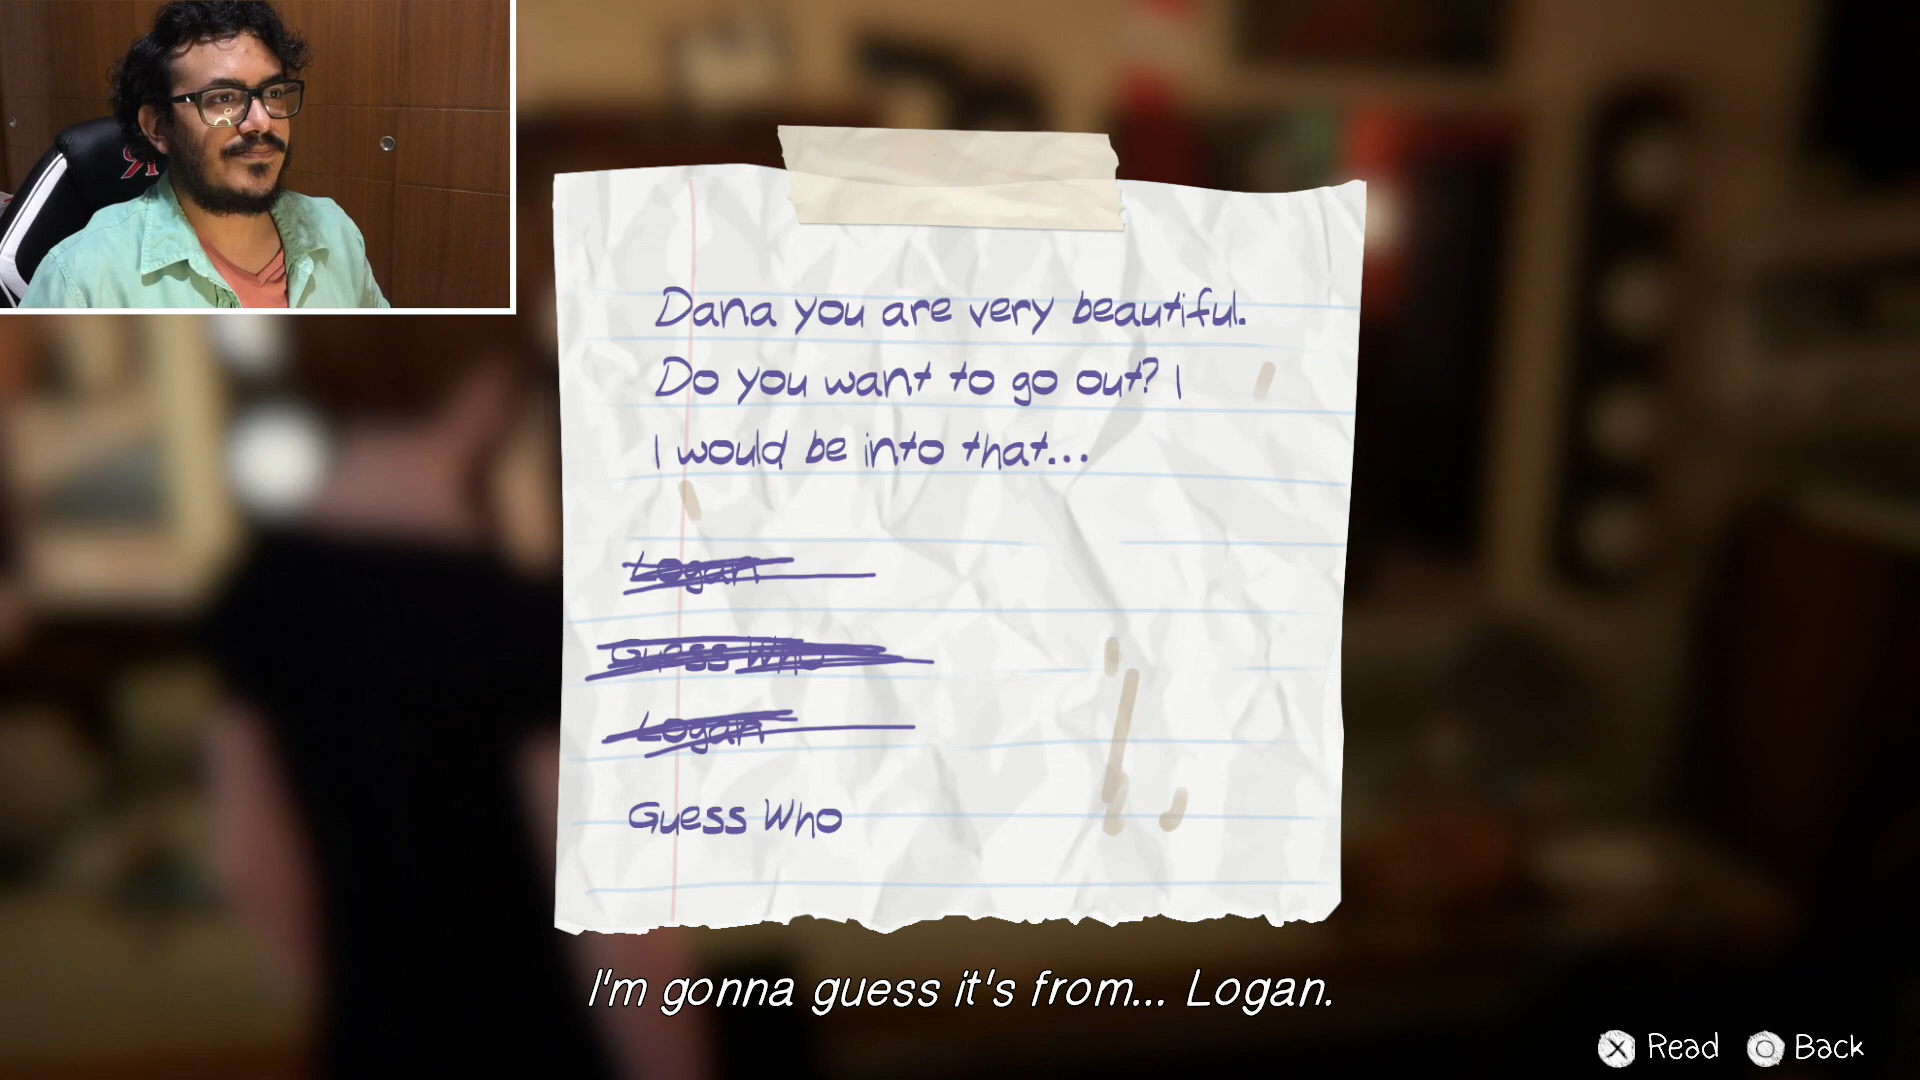 Dana you are very beautiful.
Do you want to go out? I
I would be into that...
Logan
Guess Who
Logan
Guess Who
I'm gonna guess it's from... Logan.
Read Back